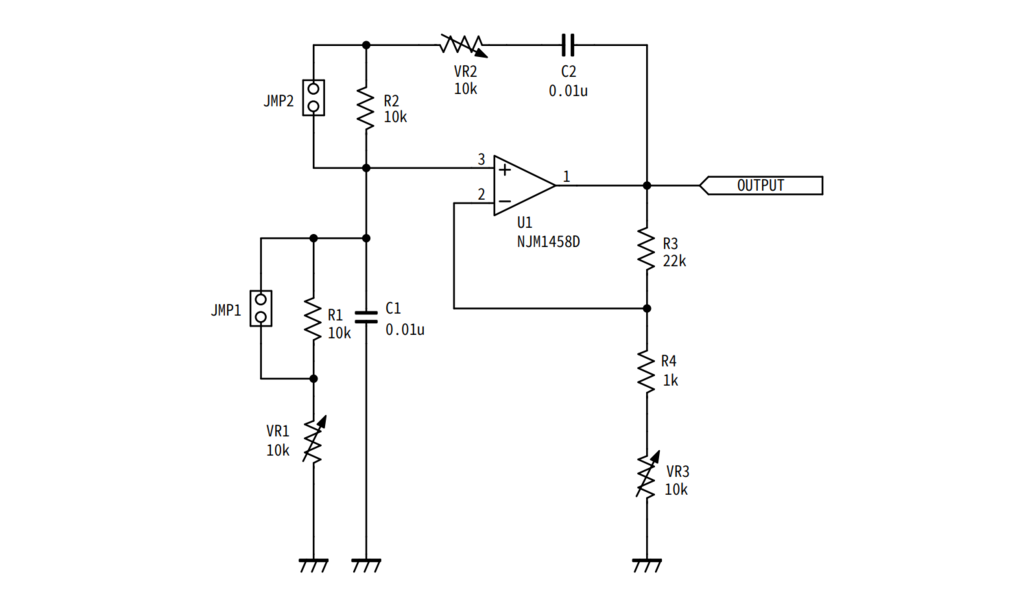 VR2
10k
C2
0.01u
JMP2
R2
10k
3
+
2
−
1
OUTPUT
U1
NJM1458D
R3
22k
JMP1
R1
10k
C1
0.01u
R4
1k
VR1
10k
VR3
10k